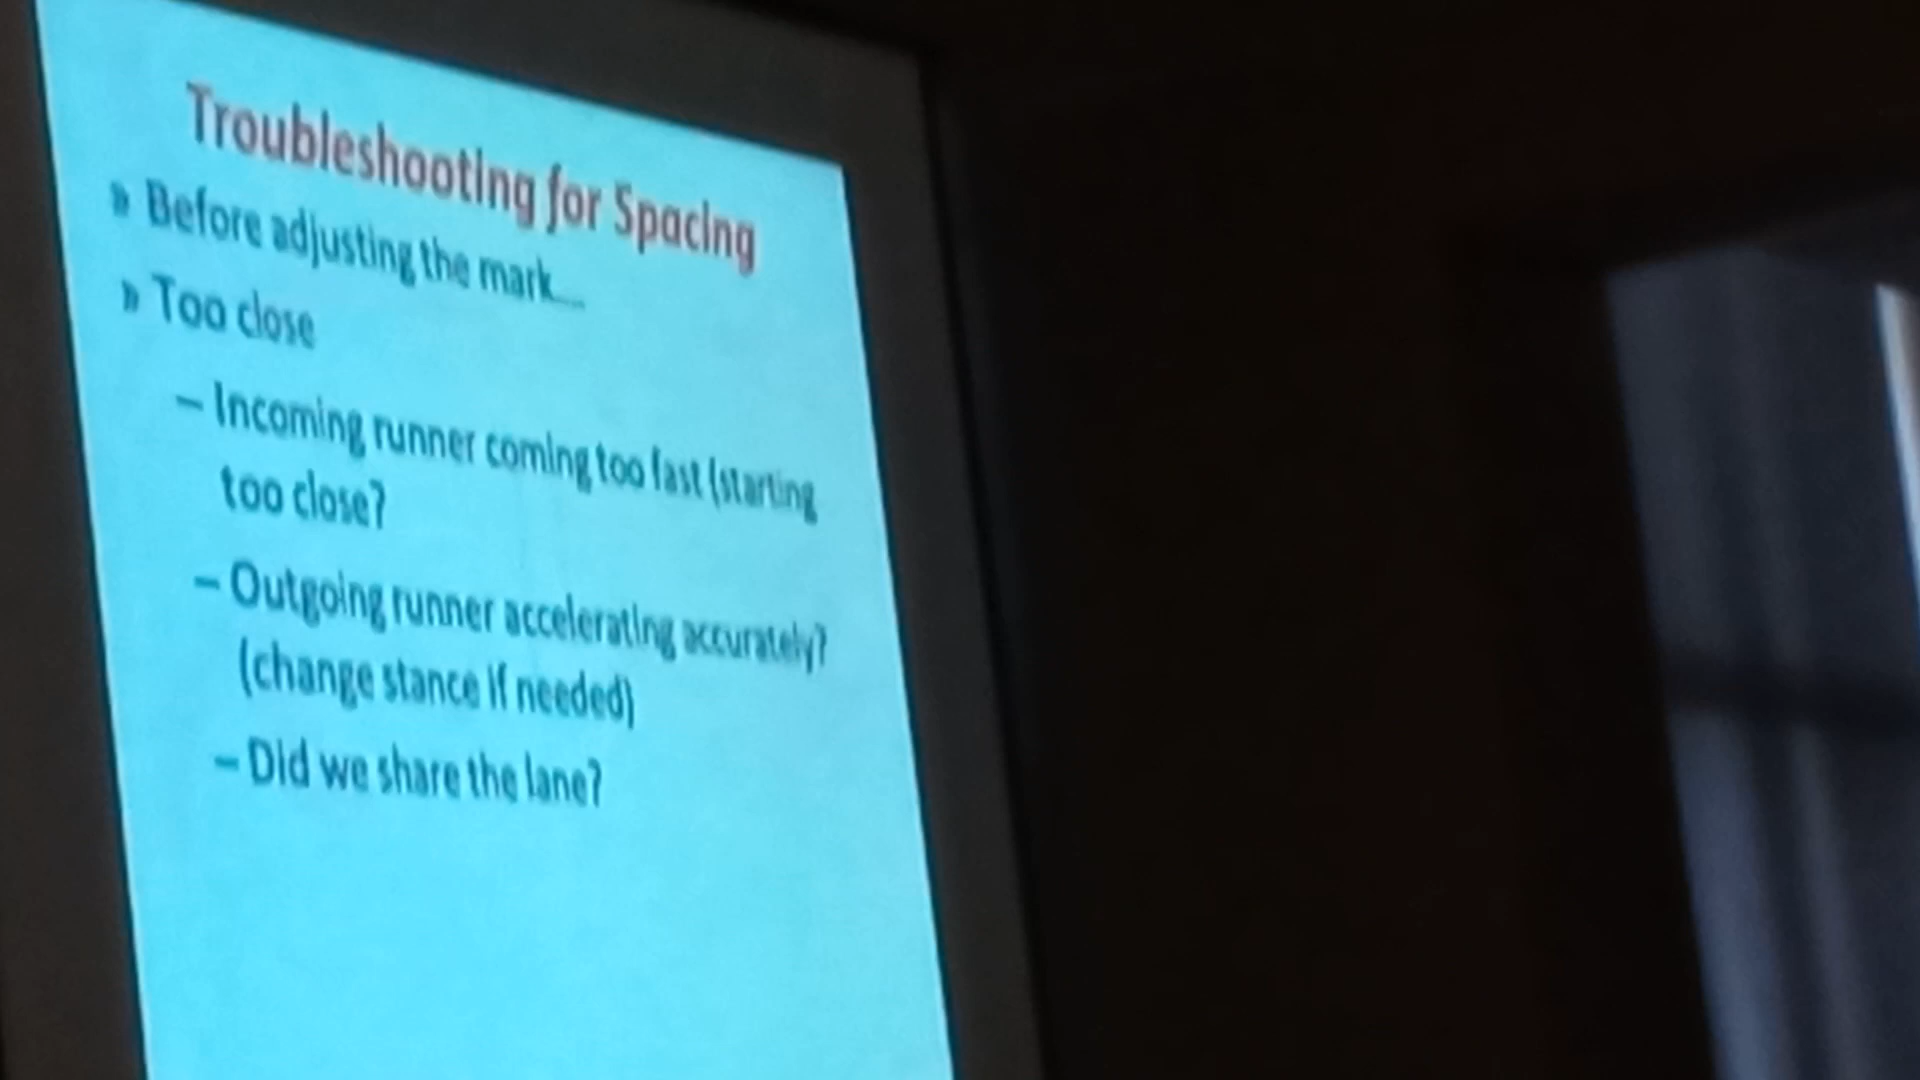 Troubleshooting for Spacing
» Before adjusting the mark...
» Too close
– Incoming runner coming too fast (starting
too close?
– Outgoing runner accelerating accurately?
(change stance if needed)
– Did we share the lane?